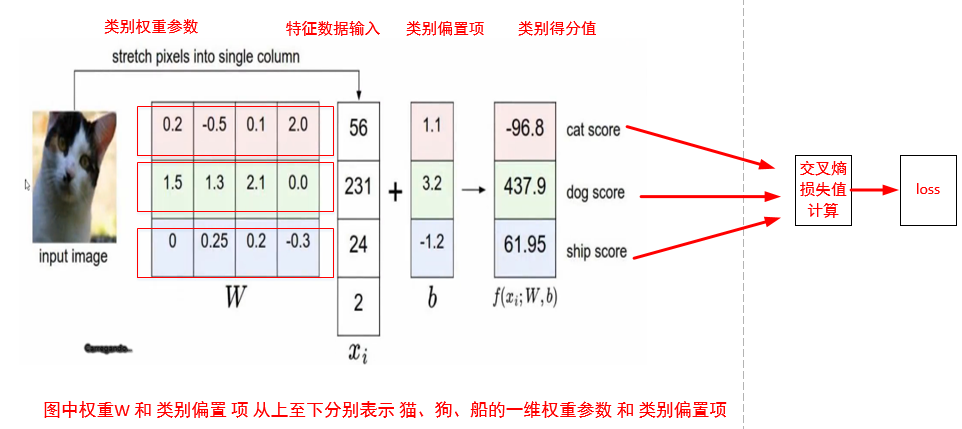 类别权重参数 特征数据输入 类别偏置项 类别得分值
stretch pixels into single column
0.2 -0.5 0.1 2.0 56 1.1 -96.8 cat score
1.5 1.3 2.1 0.0 231 + 3.2 437.9 dog score
0 0.25 0.2 -0.3 24 -1.2 61.95 ship score
2
input image
W b f(xi; W, b)
xi
交叉熵
损失值
计算
loss
Carregando...
图中权重W 和 类别偏置 项 从上至下分别表示 猫、狗、船的一维权重参数 和 类别偏置项